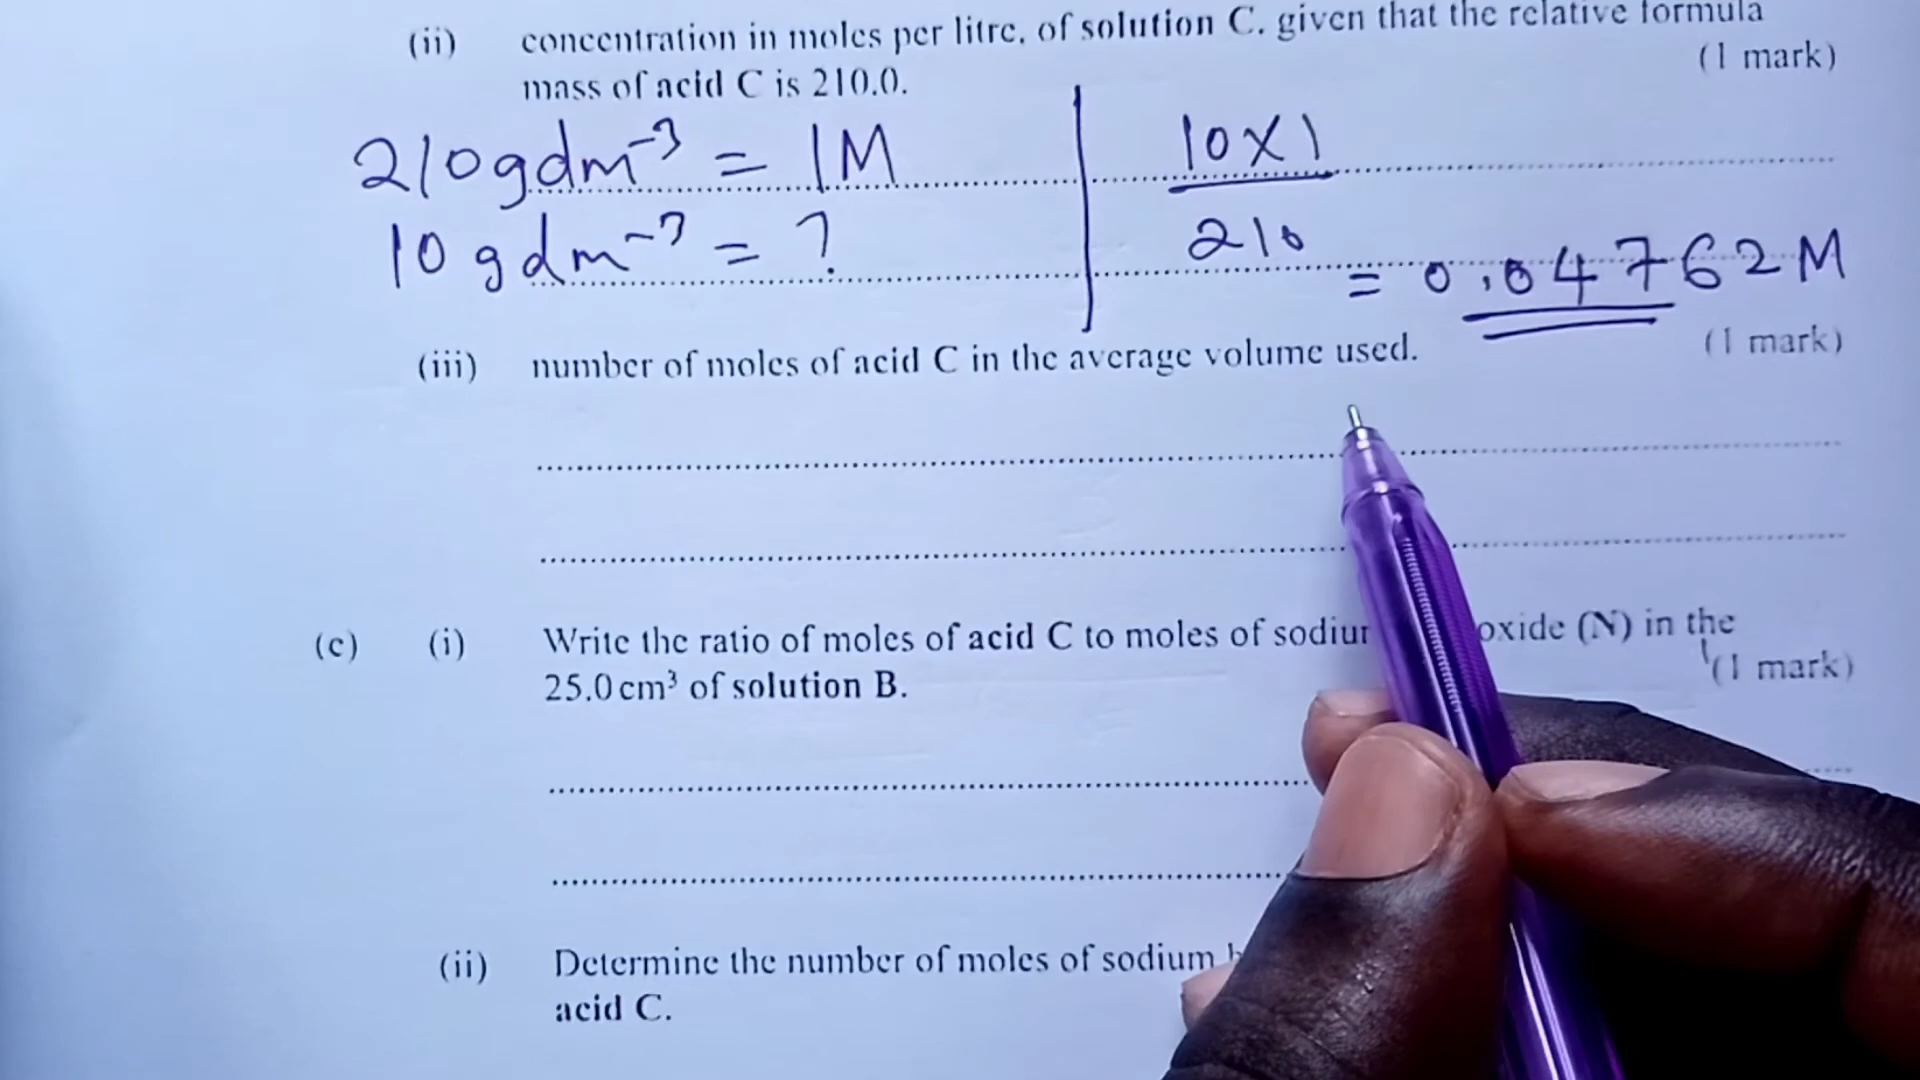 (ii) concentration in moles per litre, of solution C, given that the relative formula
mass of acid C is 210.0. (1 mark)
210gdm⁻³ = 1M
10gdm⁻³ = ?
10 X 1
210
= 0.04762M
(iii) number of moles of acid C in the average volume used. (1 mark)
(c) (i) Write the ratio of moles of acid C to moles of oxide (N) in the
25.0 cm³ of solution B. (1 mark)
(ii) Determine the number of moles of sodium
acid C.